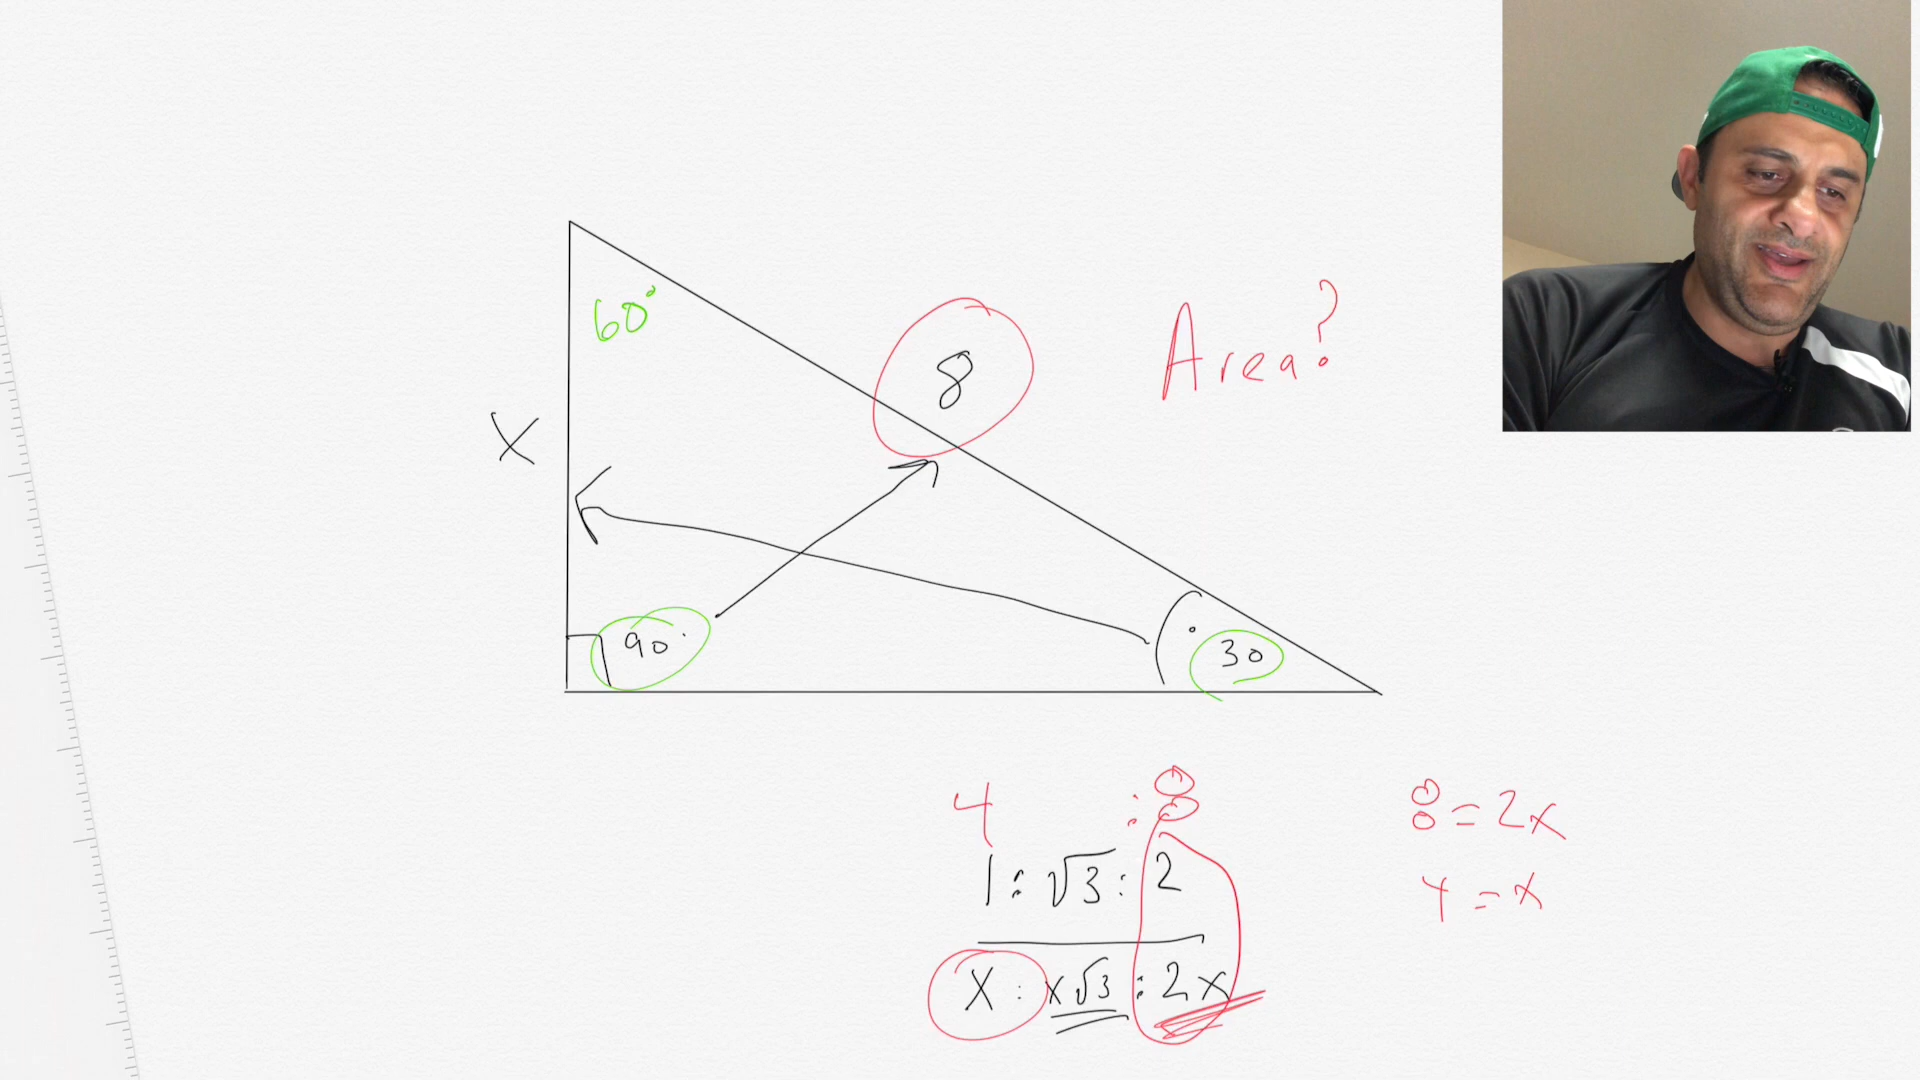 60°
8
Area?
X
90°
30
4 : 8
8 = 2x
1 : √3 : 2
4 = x
X : x√3 : 2x